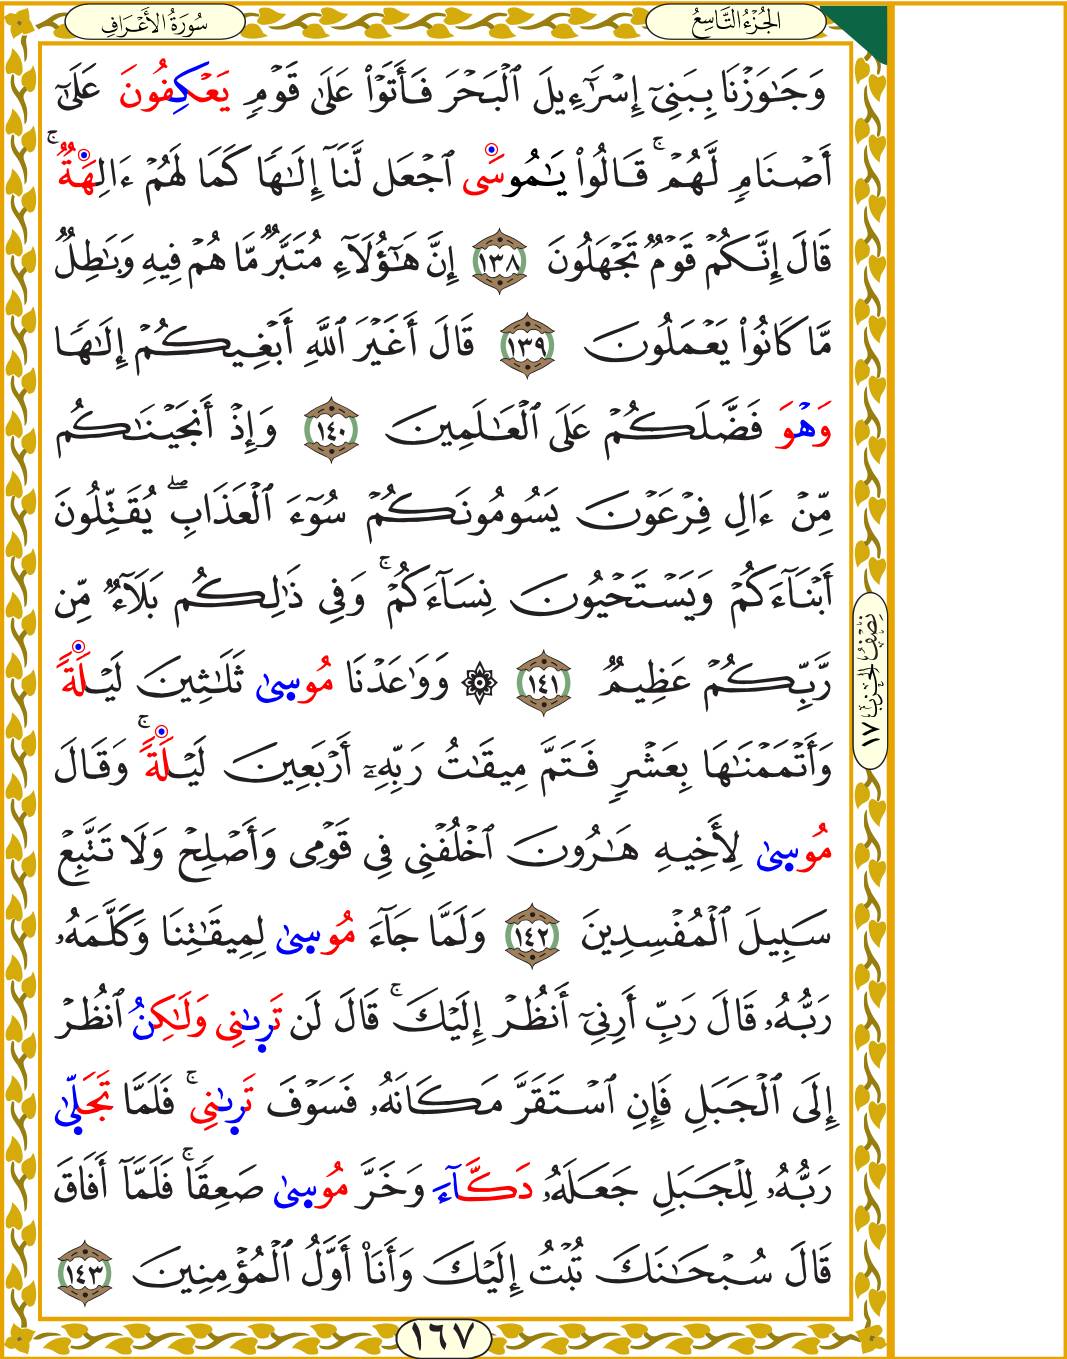 سُورَةُ الأَعْرَافِ
الجُزْءُ التَّاسِعُ
وَجَٰوَزْنَا بِبَنِيٓ إِسْرَٰٓءِيلَ ٱلْبَحْرَ فَأَتَوْا۟ عَلَىٰ قَوْمٖ يَعْكِفُونَ عَلَىٰٓ
أَصْنَامٖ لَّهُمْۚ قَالُوا۟ يَٰمُوسَى ٱجْعَل لَّنَآ إِلَٰهٗا كَمَا لَهُمْ ءَالِهَةٞۚ
قَالَ إِنَّكُمْ قَوْمٞ تَجْهَلُونَ ١٣٨ إِنَّ هَٰٓؤُلَآءِ مُتَبَّرٞ مَّا هُمْ فِيهِ وَبَٰطِلٞ
مَّا كَانُوا۟ يَعْمَلُونَ ١٣٩ قَالَ أَغَيْرَ ٱللَّهِ أَبْغِيكُمْ إِلَٰهٗا
وَهْوَ فَضَّلَكُمْ عَلَى ٱلْعَٰلَمِينَ ١٤٠ وَإِذْ أَنجَيْنَٰكُم
مِّنْ ءَالِ فِرْعَوْنَ يَسُومُونَكُمْ سُوٓءَ ٱلْعَذَابِۖ يُقَتِّلُونَ
أَبْنَآءَكُمْ وَيَسْتَحْيُونَ نِسَآءَكُمْۚ وَفِي ذَٰلِكُم بَلَآءٞ مِّن
رَّبِّكُمْ عَظِيمٞ ١٤١ ۞ وَوَٰعَدْنَا مُوسِىٰ ثَلَٰثِينَ لَيْلَةٗ
وَأَتْمَمْنَٰهَا بِعَشْرٖ فَتَمَّ مِيقَٰتُ رَبِّهِۦٓ أَرْبَعِينَ لَيْلَةٗۚ وَقَالَ
مُوسِىٰ لِأَخِيهِ هَٰرُونَ ٱخْلُفْنِي فِي قَوْمِي وَأَصْلِحْ وَلَا تَتَّبِعْ
سَبِيلَ ٱلْمُفْسِدِينَ ١٤٢ وَلَمَّا جَآءَ مُوسِىٰ لِمِيقَٰتِنَا وَكَلَّمَهُۥ
رَبُّهُۥ قَالَ رَبِّ أَرِنِيٓ أَنظُرْ إِلَيْكَۚ قَالَ لَن تَرِىٰنِي وَلَٰكِنُ ٱنظُرْ
إِلَى ٱلْجَبَلِ فَإِنِ ٱسْتَقَرَّ مَكَانَهُۥ فَسَوْفَ تَرِىٰنِيۚ فَلَمَّا تَجَلِّىٰ
رَبُّهُۥ لِلْجَبَلِ جَعَلَهُۥ دَكَّآءَ وَخَرَّ مُوسِىٰ صَعِقٗاۚ فَلَمَّآ أَفَاقَ
قَالَ سُبْحَٰنَكَ تُبْتُ إِلَيْكَ وَأَنَا۠ أَوَّلُ ٱلْمُؤْمِنِينَ ١٤٣
نِصْفُ الحِزْبِ ١٧
١٦٧